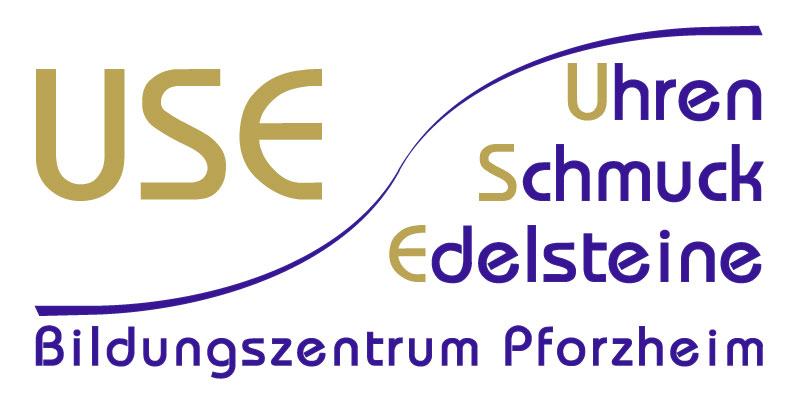 USE
Uhren
Schmuck
Edelsteine
Bildungszentrum Pforzheim